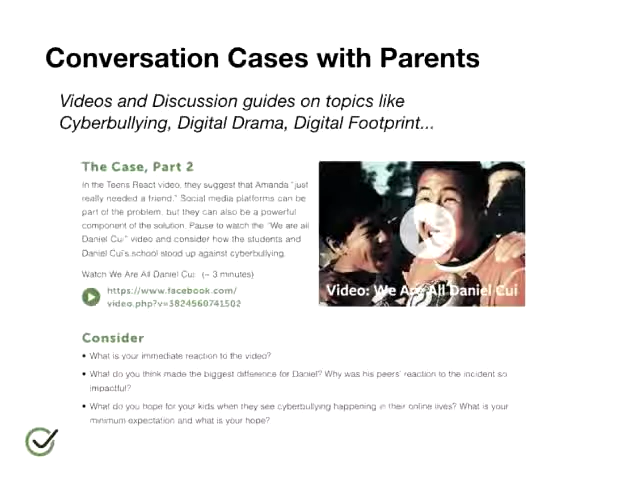 Conversation Cases with Parents
Videos and Discussion guides on topics like
Cyberbullying, Digital Drama, Digital Footprint...
The Case, Part 2
In the Teens React video, they suggest that Amanda "just
really needed a friend." Social media platforms can be
part of the problem, but they can also be a powerful
component of the solution. Pause to watch the "We are all
Daniel Cui" video and consider how the students and
Daniel Cui's school stood up against cyberbullying.
Watch We Are All Daniel Cui: (~ 3 minutes)
https://www.facebook.com/
video.php?v=3824560741502
Video: We Are All Daniel Cui
Consider
• What is your immediate reaction to the video?
• What do you think made the biggest difference for Daniel? Why was his peers' reaction to the incident so
impactful?
• What do you hope for your kids when they see cyberbullying happening in their online lives? What is your
minimum expectation and what is your hope?